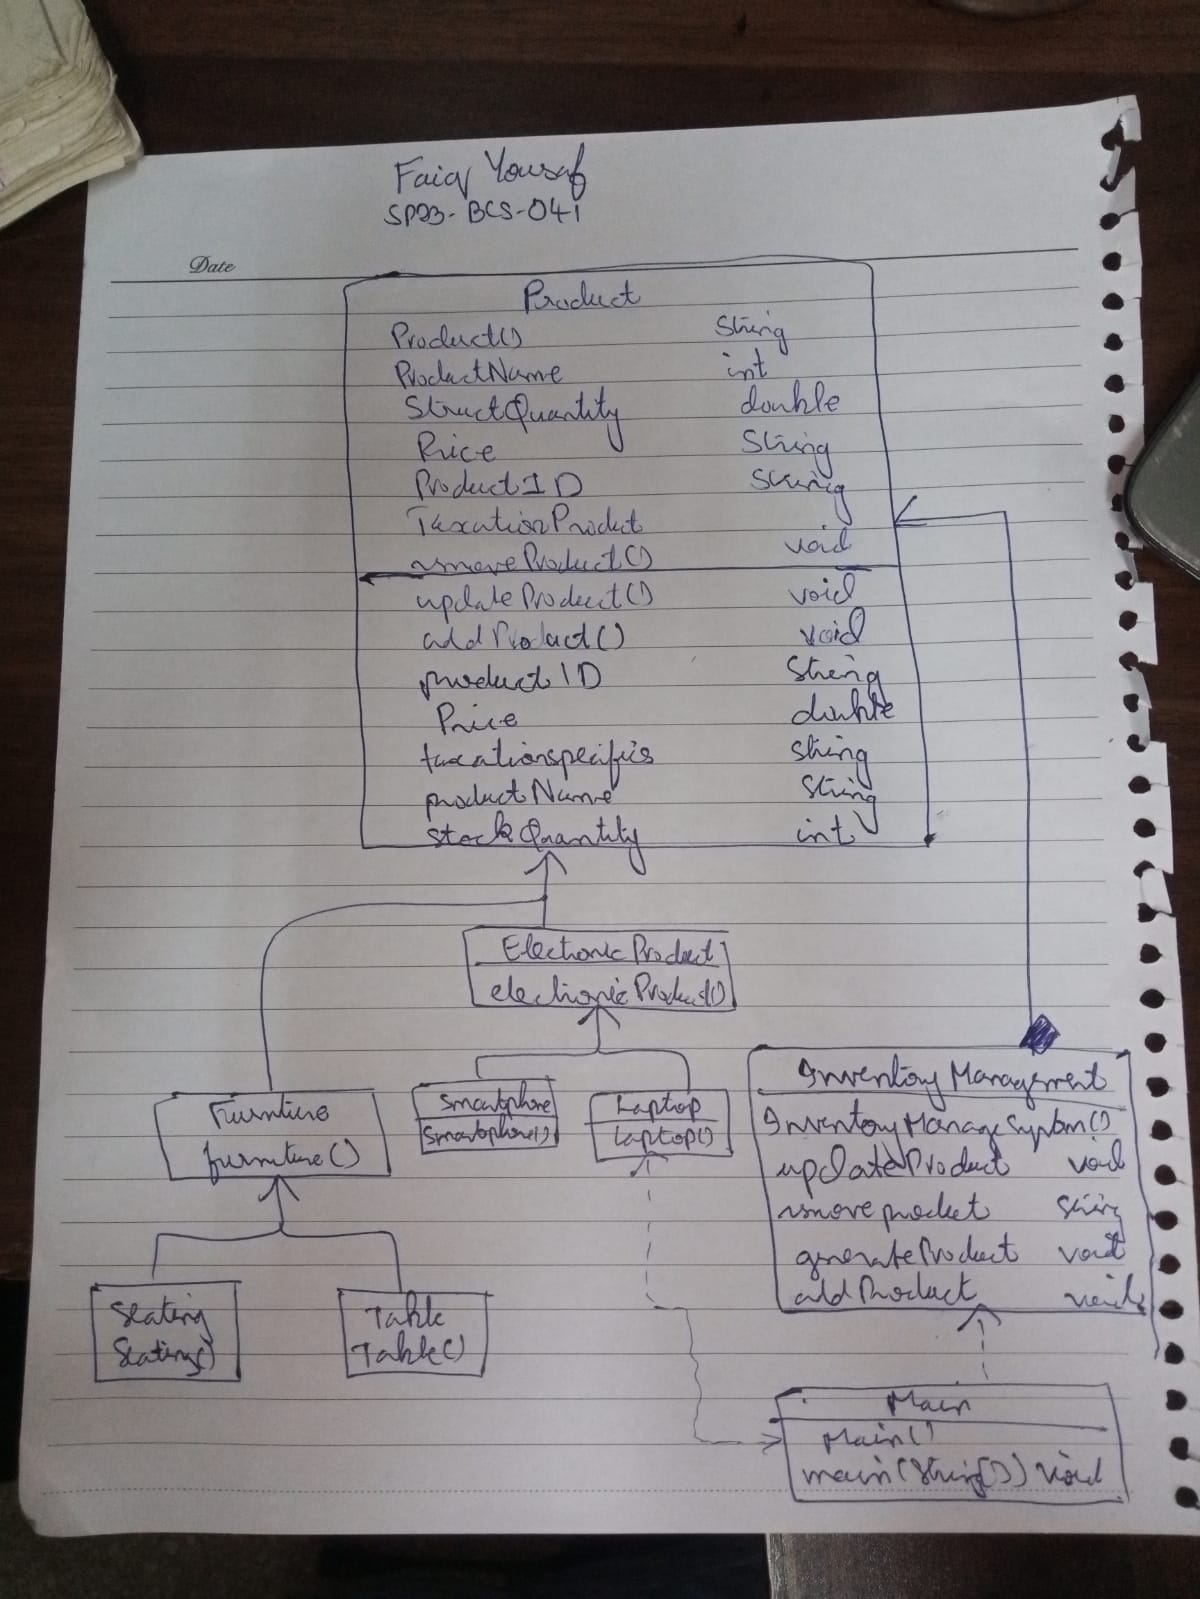 Faiq Yousaf
SP23-BCS-041
Date
Product
Product() String
ProductName int
StructQuantity double
Price String
ProductID String
TaxationProdct
removeProduct() void
updateProduct() void
addProduct() void
productID String
Price double
taxationspecifics string
productName String
stockQuantity int
ElectronicProduct
electronicProduct()
Inventory Management
Smartphone
Laptop
Furniture
InventoryManageSystem()
Smartphone()
Laptop()
furniture()
updateProduct void
remove product String
generateProduct void
addProduct void
Seating
Table
Seating()
Table()
Main
Main()
main(String[]) void